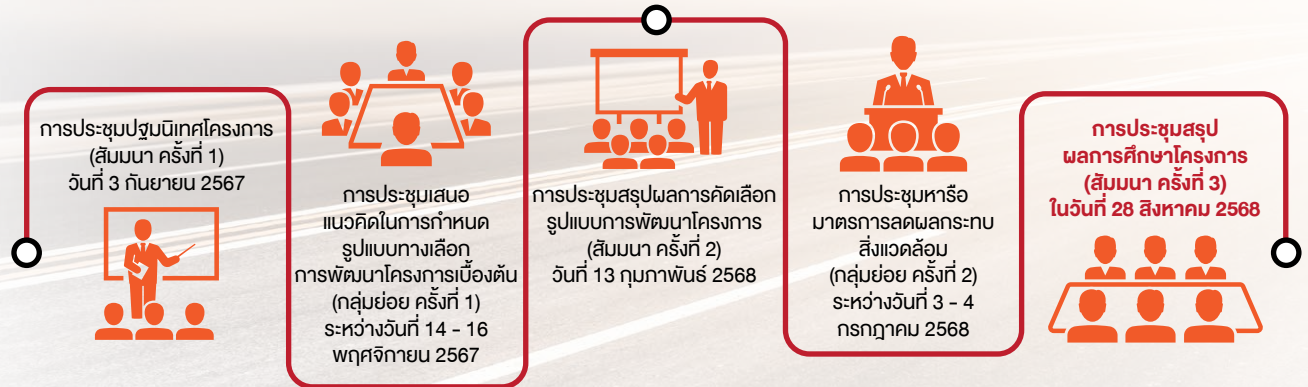 การประชุมปฐมนิเทศโครงการ
(สัมมนา ครั้งที่ 1)
วันที่ 3 กันยายน 2567
การประชุมเสนอ
แนวคิดในการกำหนด
รูปแบบทางเลือก
การพัฒนาโครงการเบื้องต้น
(กลุ่มย่อย ครั้งที่ 1)
ระหว่างวันที่ 14 - 16
พฤศจิกายน 2567
การประชุมสรุปผลการคัดเลือก
รูปแบบการพัฒนาโครงการ
(สัมมนา ครั้งที่ 2)
วันที่ 13 กุมภาพันธ์ 2568
การประชุมหารือ
มาตรการลดผลกระทบ
สิ่งแวดล้อม
(กลุ่มย่อย ครั้งที่ 2)
ระหว่างวันที่ 3 - 4
กรกฎาคม 2568
การประชุมสรุป
ผลการศึกษาโครงการ
(สัมมนา ครั้งที่ 3)
ในวันที่ 28 สิงหาคม 2568